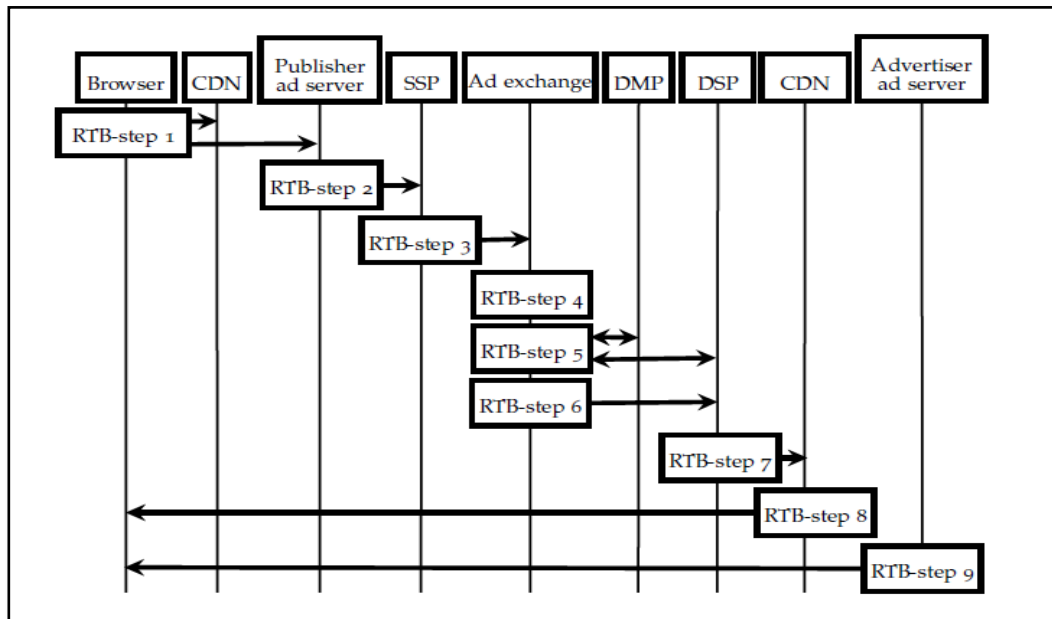 Browser
CDN
Publisher
ad server
SSP
Ad exchange
DMP
DSP
CDN
Advertiser
ad server
RTB-step 1
RTB-step 2
RTB-step 3
RTB-step 4
RTB-step 5
RTB-step 6
RTB-step 7
RTB-step 8
RTB-step 9